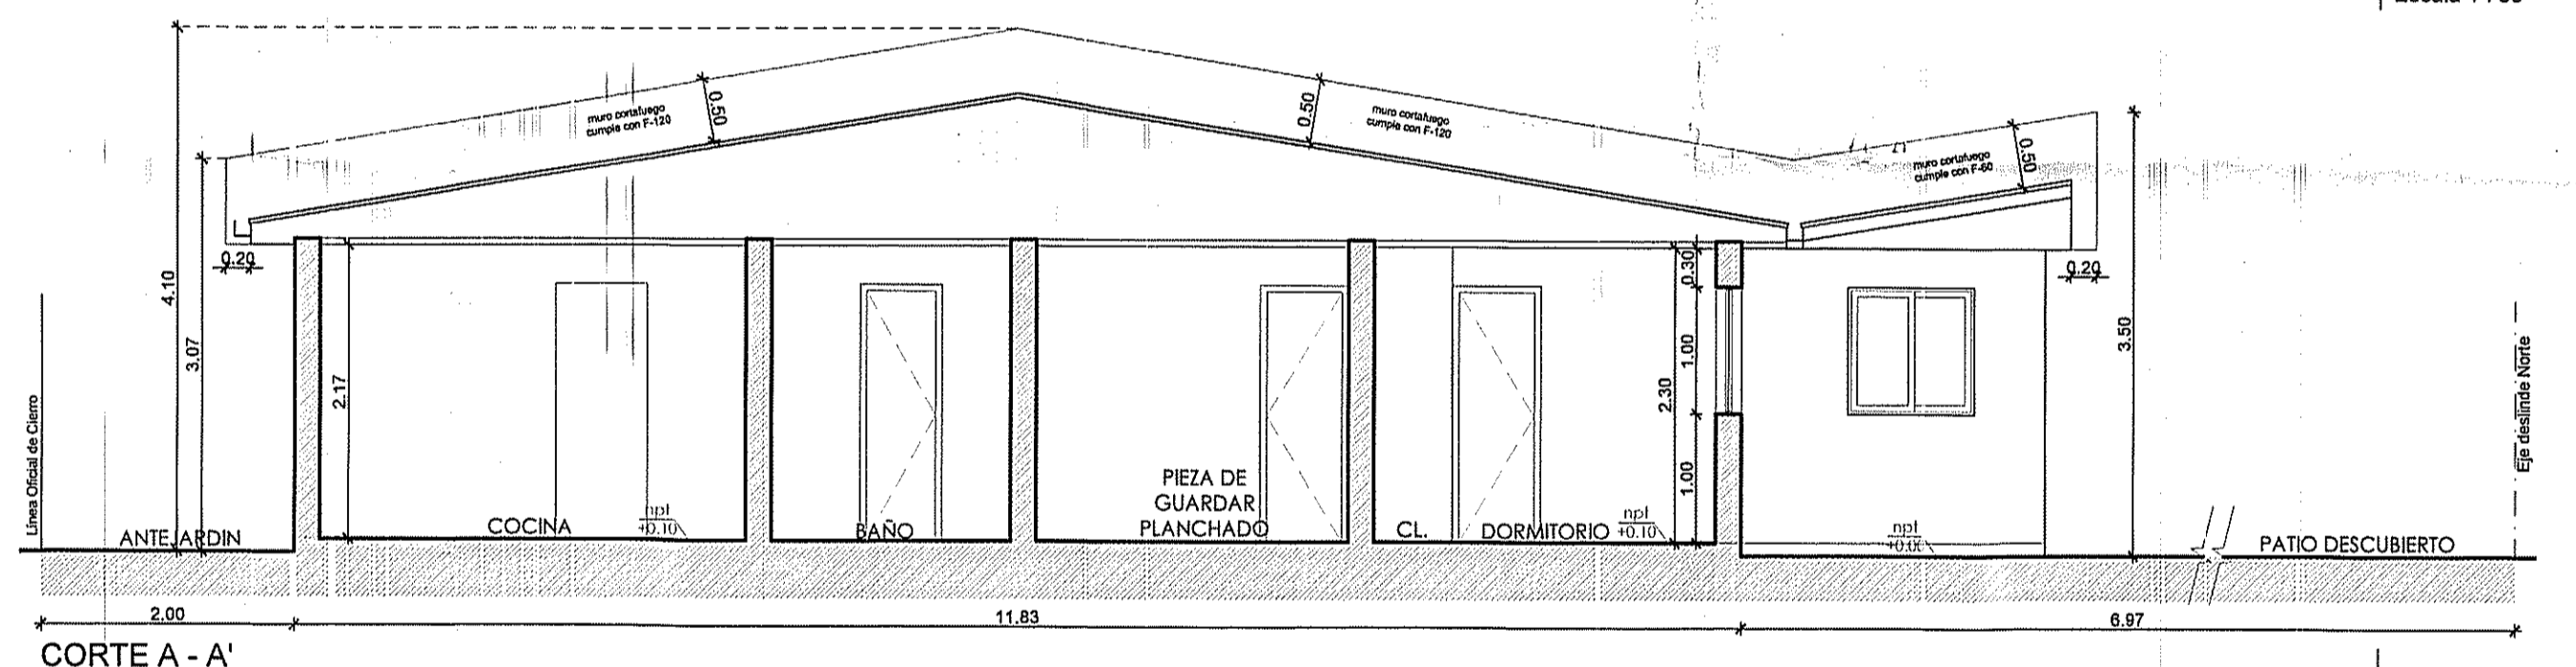 4.10
3.07
0.20
2.17
muro cortafuego
cumple con F-120
0.50
0.50
muro cortafuego
cumple con F-120
muro cortafuego
cumple con F-60
0.50
0.20
0.30
1.00
2.30
1.00
3.50
Línea Oficial de Cierro
Eje deslinde Norte
ANTEJARDIN
COCINA
npt
+0.10
BAÑO
PIEZA DE
GUARDAR
PLANCHADO
CL.
DORMITORIO
npt
+0.10
npt
+0.00
PATIO DESCUBIERTO
2.00
11.83
6.97
CORTE A - A'